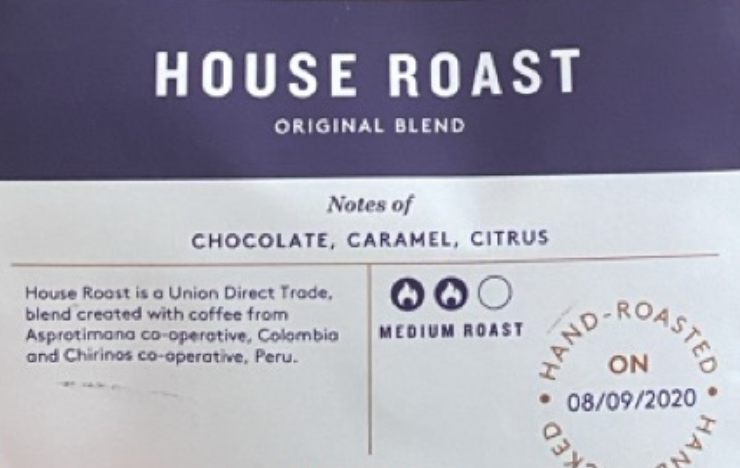 HOUSE ROAST
ORIGINAL BLEND
Notes of
CHOCOLATE, CARAMEL, CITRUS
House Roast is a Union Direct Trade,
blend created with coffee from
Asprotimana co-operative, Colombia
and Chirinos co-operative, Peru.
MEDIUM ROAST
HAND-ROASTED
ON
08/09/2020